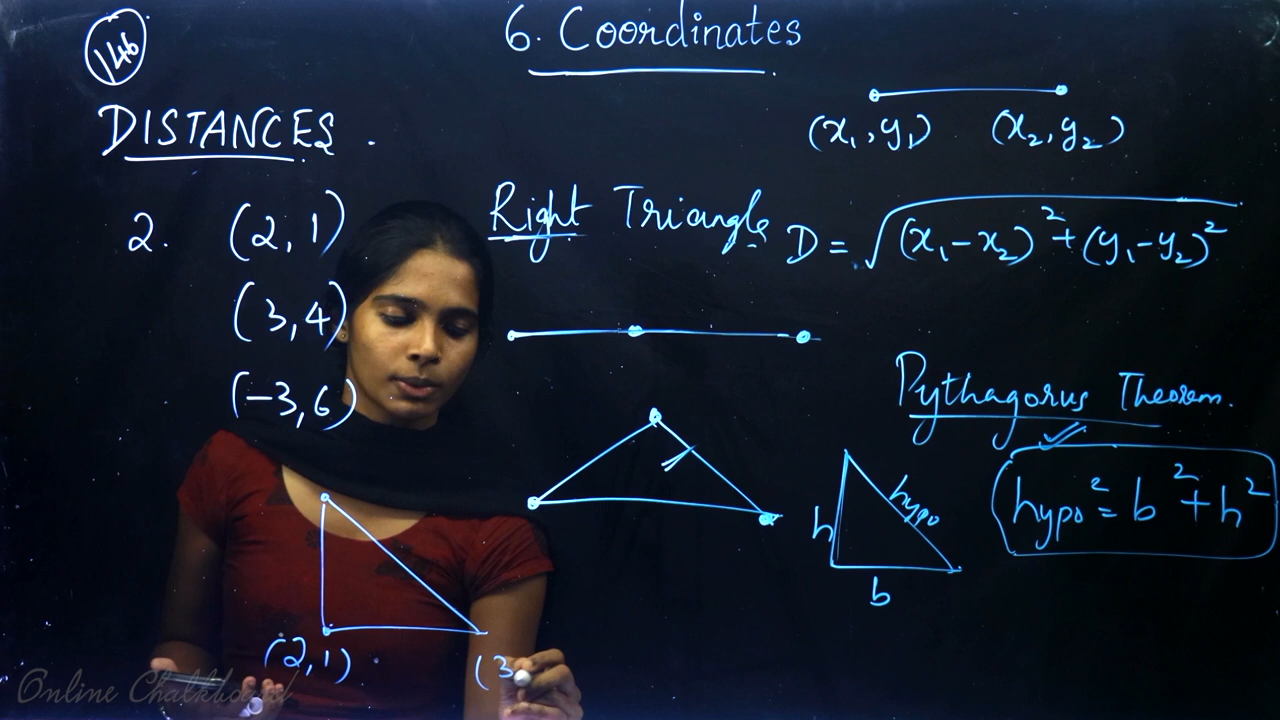 6. Coordinates
146
DISTANCES.
(x₁, y₁) (x₂, y₂)
2. (2, 1)
(3, 4)
(-3, 6)
Right Triangle
D = √(x₁-x₂)² + (y₁-y₂)²
Pythagorus Theorem.
hypo² = b² + h²
h
hypo
b
(2, 1)
(3
Online Chalkboard